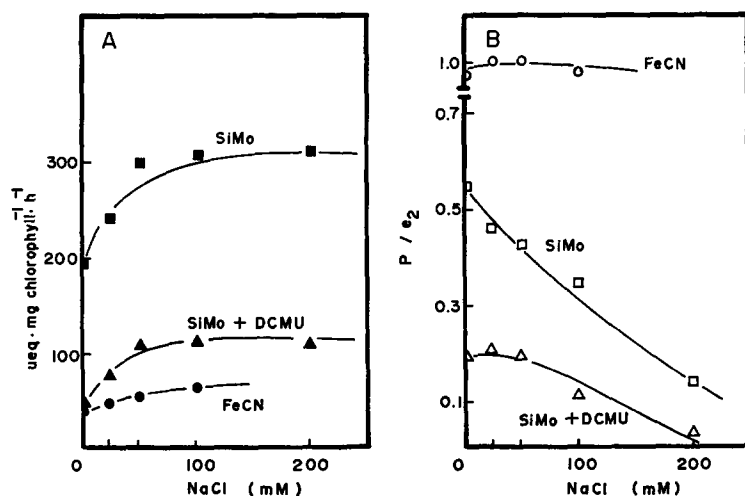 A
300
200
100
0
100
200
NaCl (mM)
ueq·mg chlorophyll⁻¹·h⁻¹
SiMo
SiMo + DCMU
FeCN
B
1.0
0.7
0.5
0.3
0.1
0
100
200
NaCl (mM)
P / e₂
FeCN
SiMo
SiMo + DCMU